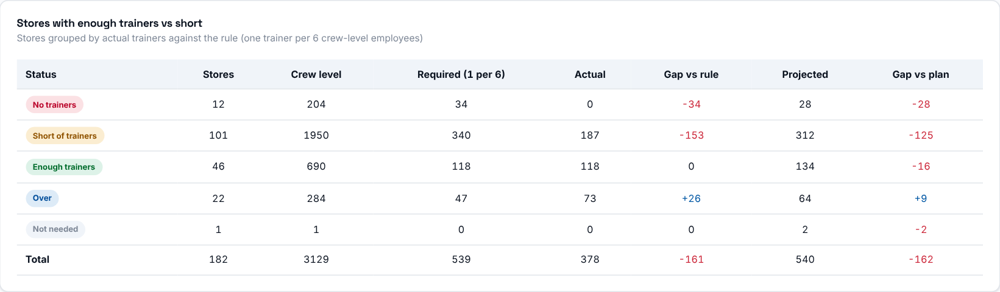 Stores with enough trainers vs short
Stores grouped by actual trainers against the rule (one trainer per 6 crew-level employees)
Status Stores Crew level Required (1 per 6) Actual Gap vs rule Projected Gap vs plan
No trainers 12 204 34 0 -34 28 -28
Short of trainers 101 1950 340 187 -153 312 -125
Enough trainers 46 690 118 118 0 134 -16
Over 22 284 47 73 +26 64 +9
Not needed 1 1 0 0 0 2 -2
Total 182 3129 539 378 -161 540 -162